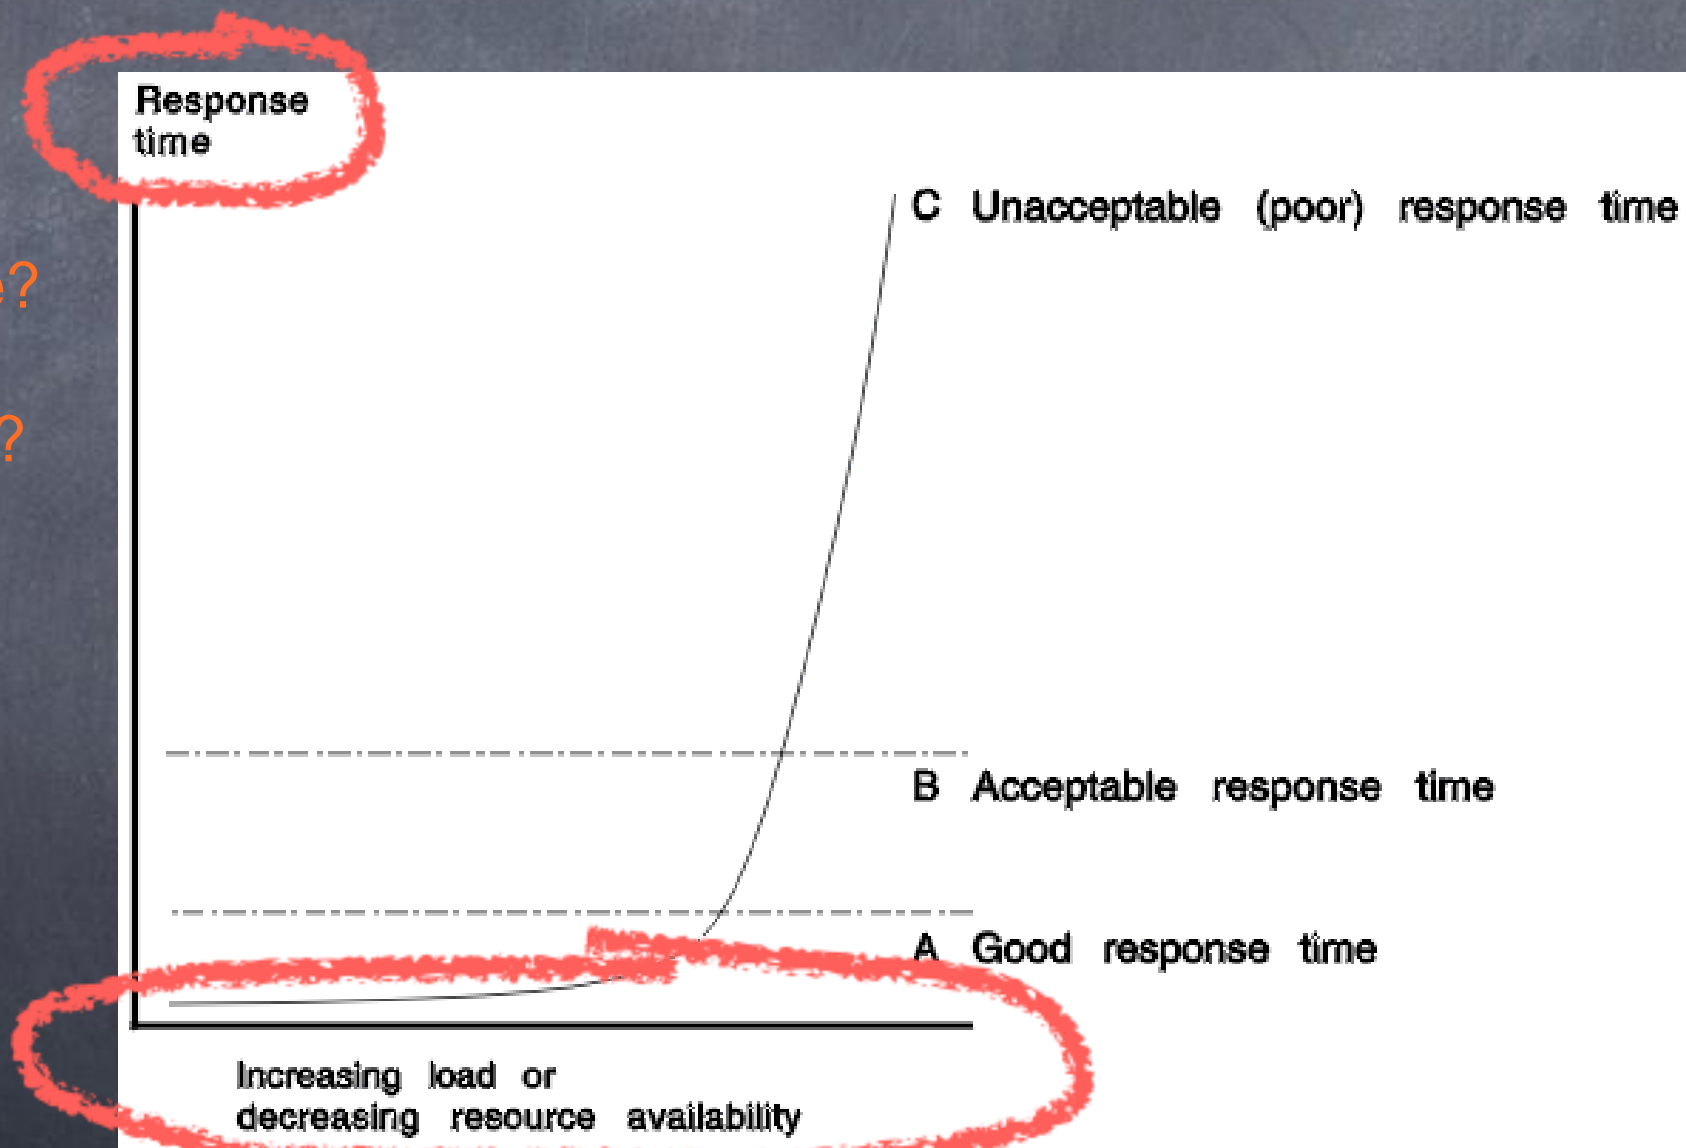 Response
time
e?
?
C Unacceptable (poor) response time
B Acceptable response time
A Good response time
Increasing load or
decreasing resource availability